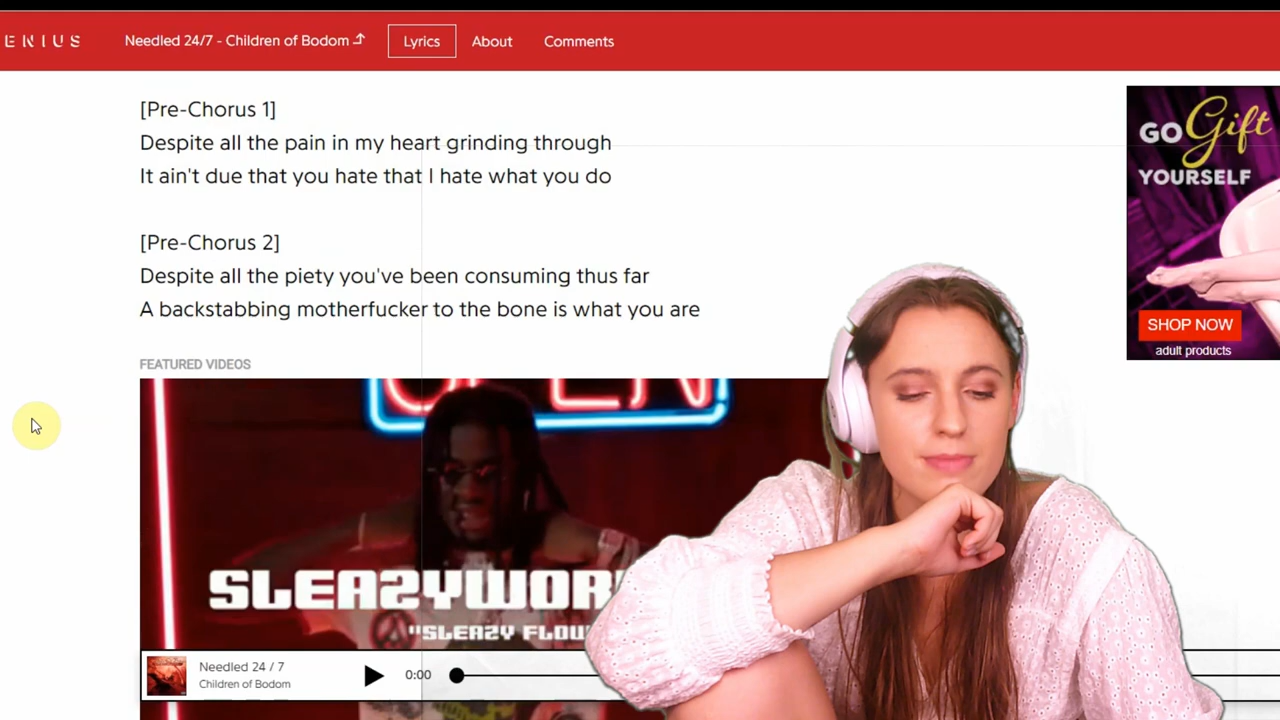 ENIUS
Needled 24/7 - Children of Bodom
Lyrics
About
Comments
[Pre-Chorus 1]
Despite all the pain in my heart grinding through
It ain't due that you hate that I hate what you do
[Pre-Chorus 2]
Despite all the piety you've been consuming thus far
A backstabbing motherfucker to the bone is what you are
FEATURED VIDEOS
GO Gift
YOURSELF
SHOP NOW
adult products
"SLEAZY
Needled 24 / 7
Children of Bodom
0:00